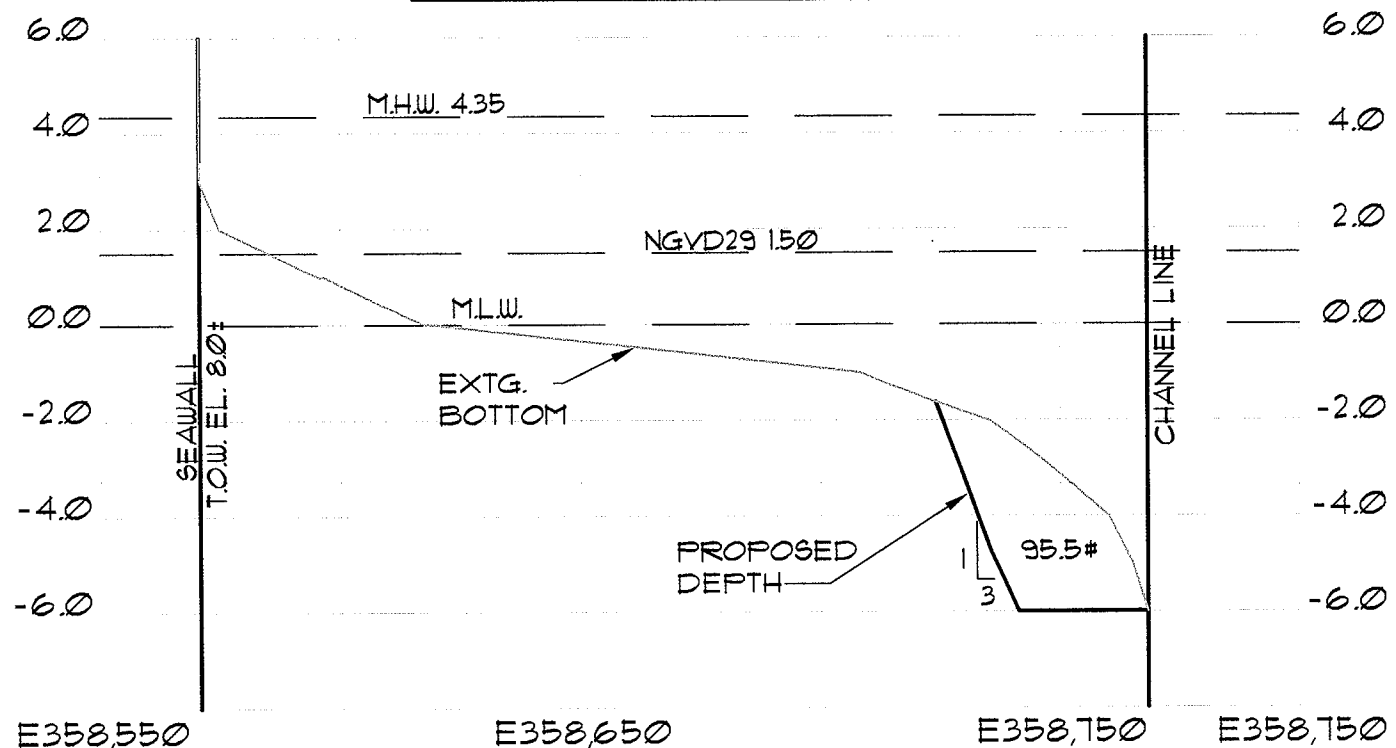 6.0 6.0
M.H.W. 4.35
4.0 4.0
2.0 2.0
NGVD29 1.50
M.L.W.
0.0 0.0
SEAWALL
T.O.W. EL. 8.0±
CHANNEL LINE
EXTG.
BOTTOM
-2.0 -2.0
-4.0 -4.0
PROPOSED
DEPTH
1
3
95.5#
-6.0 -6.0
E358,550 E358,650 E358,750 E358,750